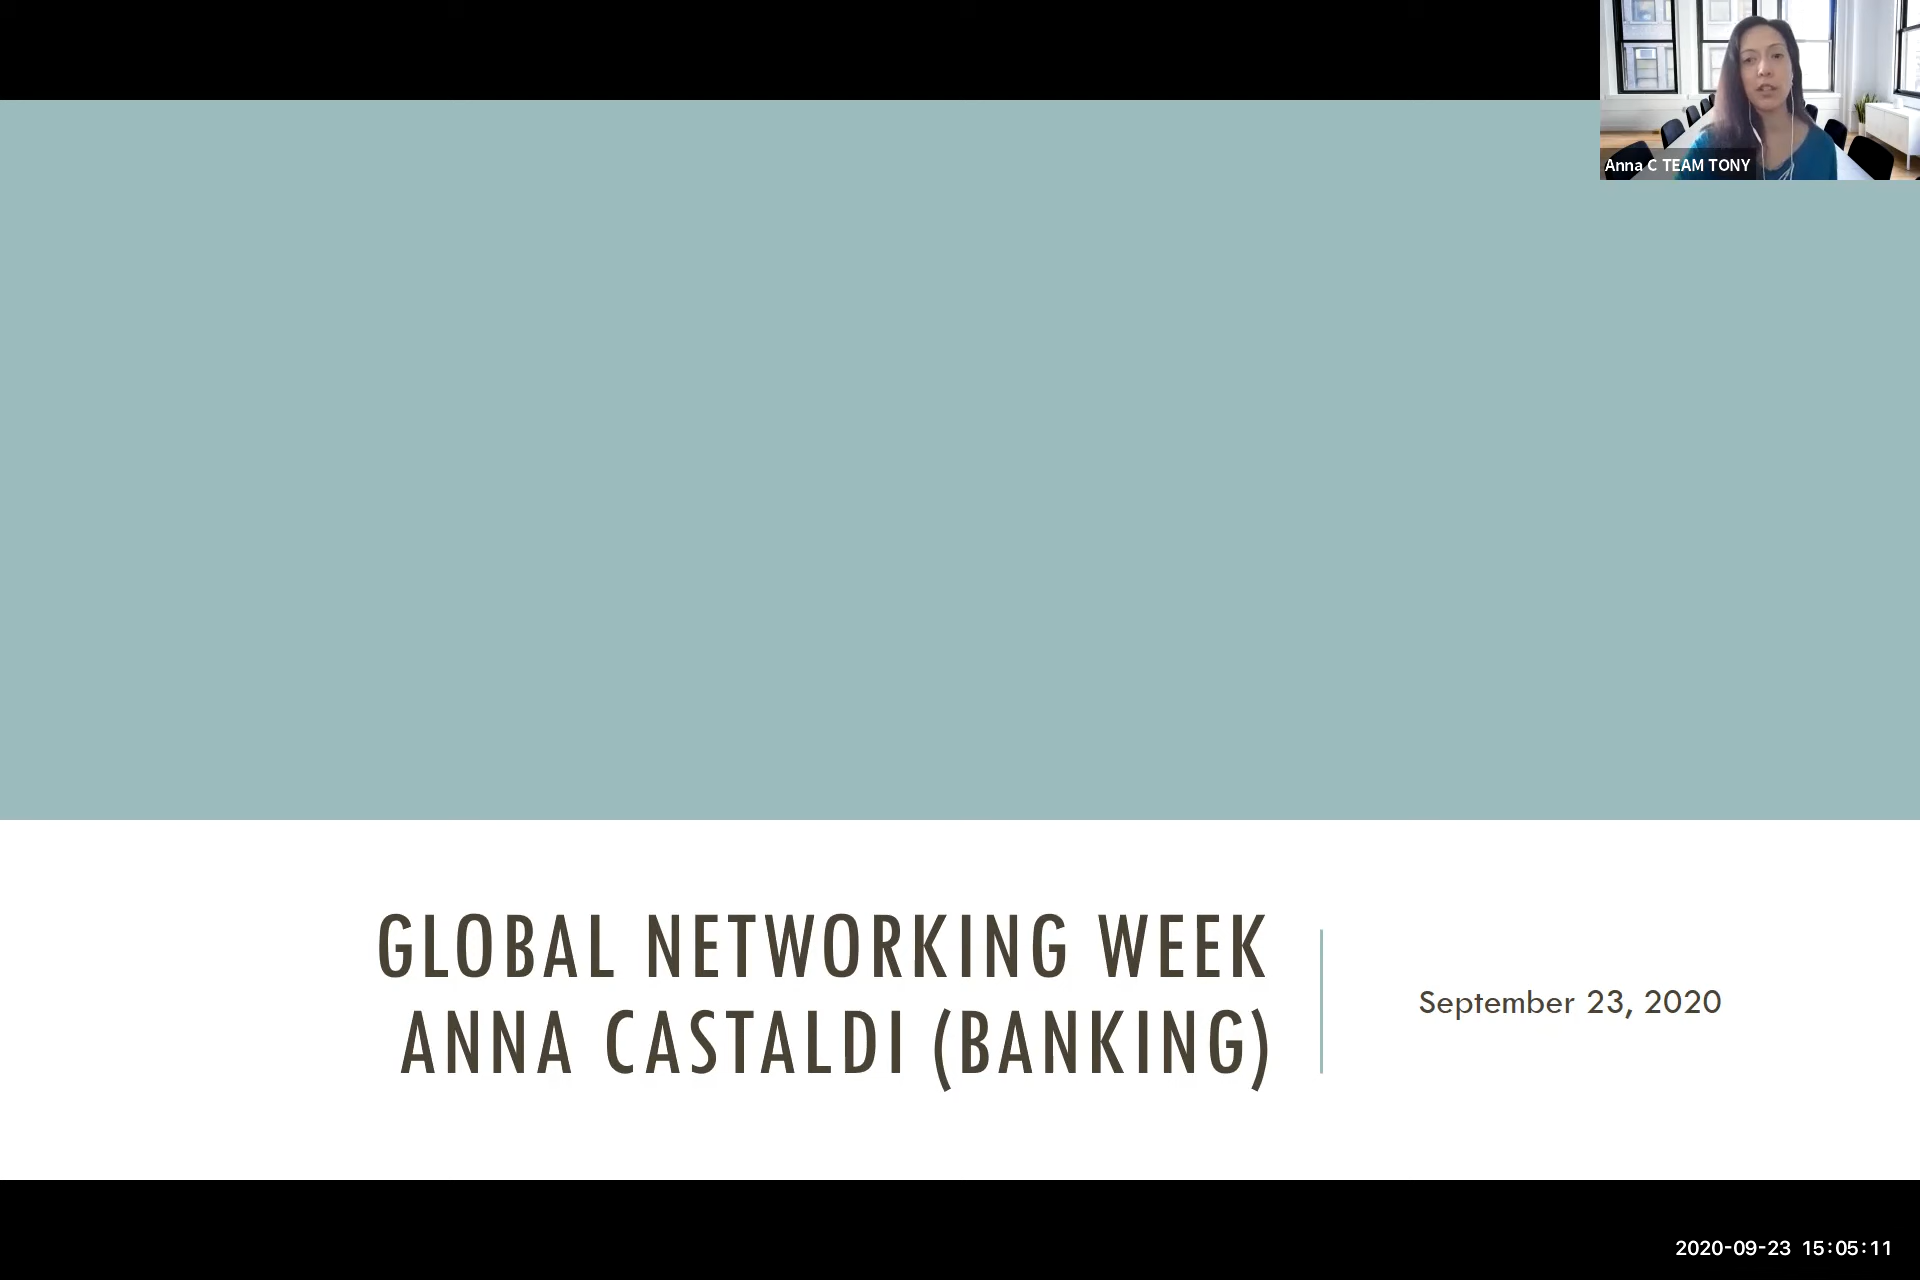 Anna C TEAM TONY
GLOBAL NETWORKING WEEK
ANNA CASTALDI (BANKING)
September 23, 2020
2020-09-23 15:05:11